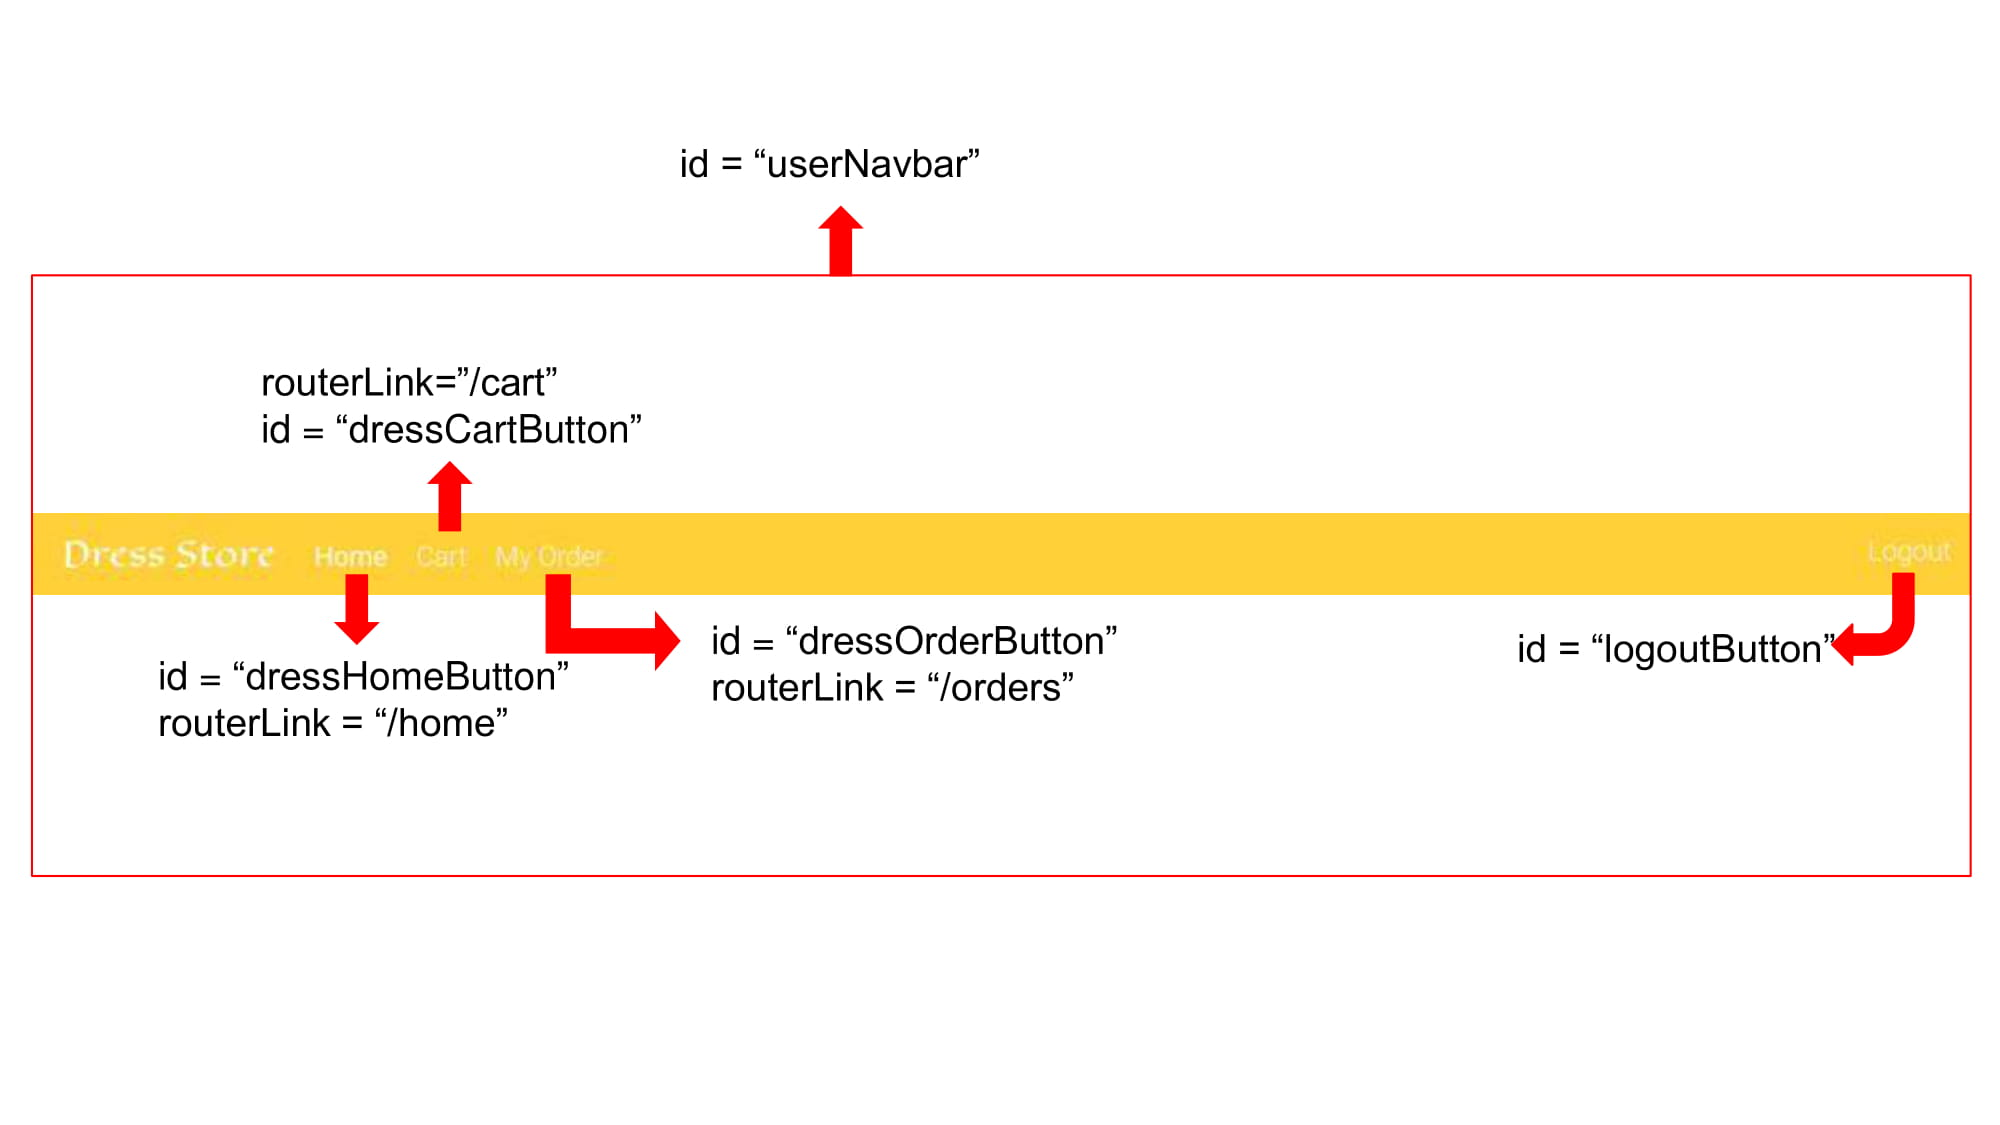 id = “userNavbar”
routerLink=”/cart”
id = “dressCartButton”
Dress Store Home Cart My Order Logout
id = “dressHomeButton”
routerLink = “/home”
id = “dressOrderButton”
routerLink = “/orders”
id = “logoutButton”